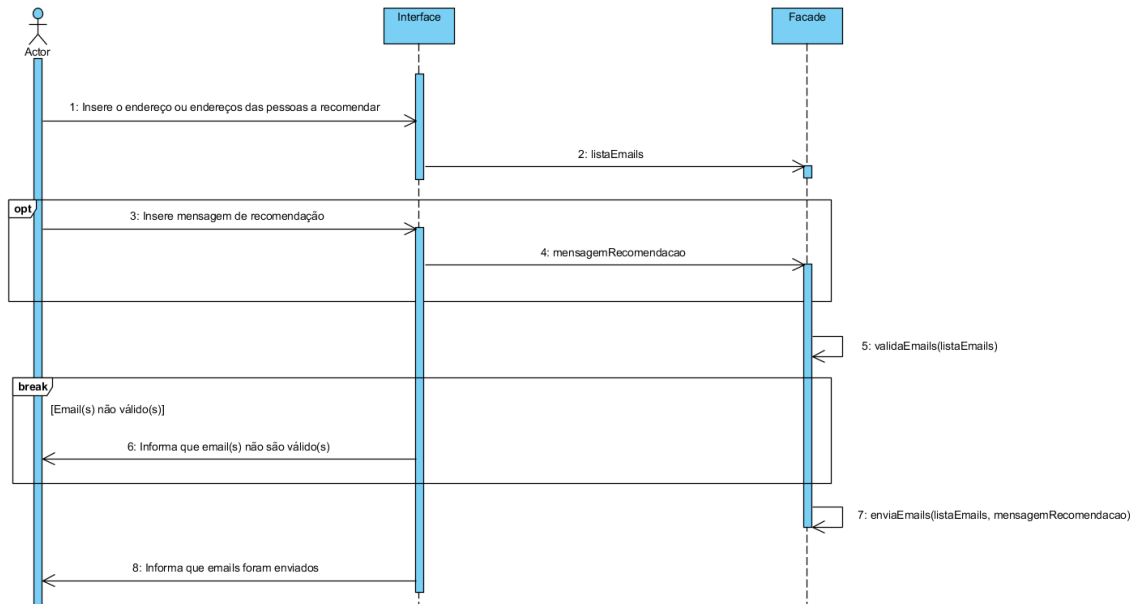 Interface
Facade
Actor
1: Insere o endereço ou endereços das pessoas a recomendar
2: listaEmails
opt
3: Insere mensagem de recomendação
4: mensagemRecomendacao
5: validaEmails(listaEmails)
break
[Email(s) não válido(s)]
6: Informa que email(s) não são válido(s)
7: enviaEmails(listaEmails, mensagemRecomendacao)
8: Informa que emails foram enviados